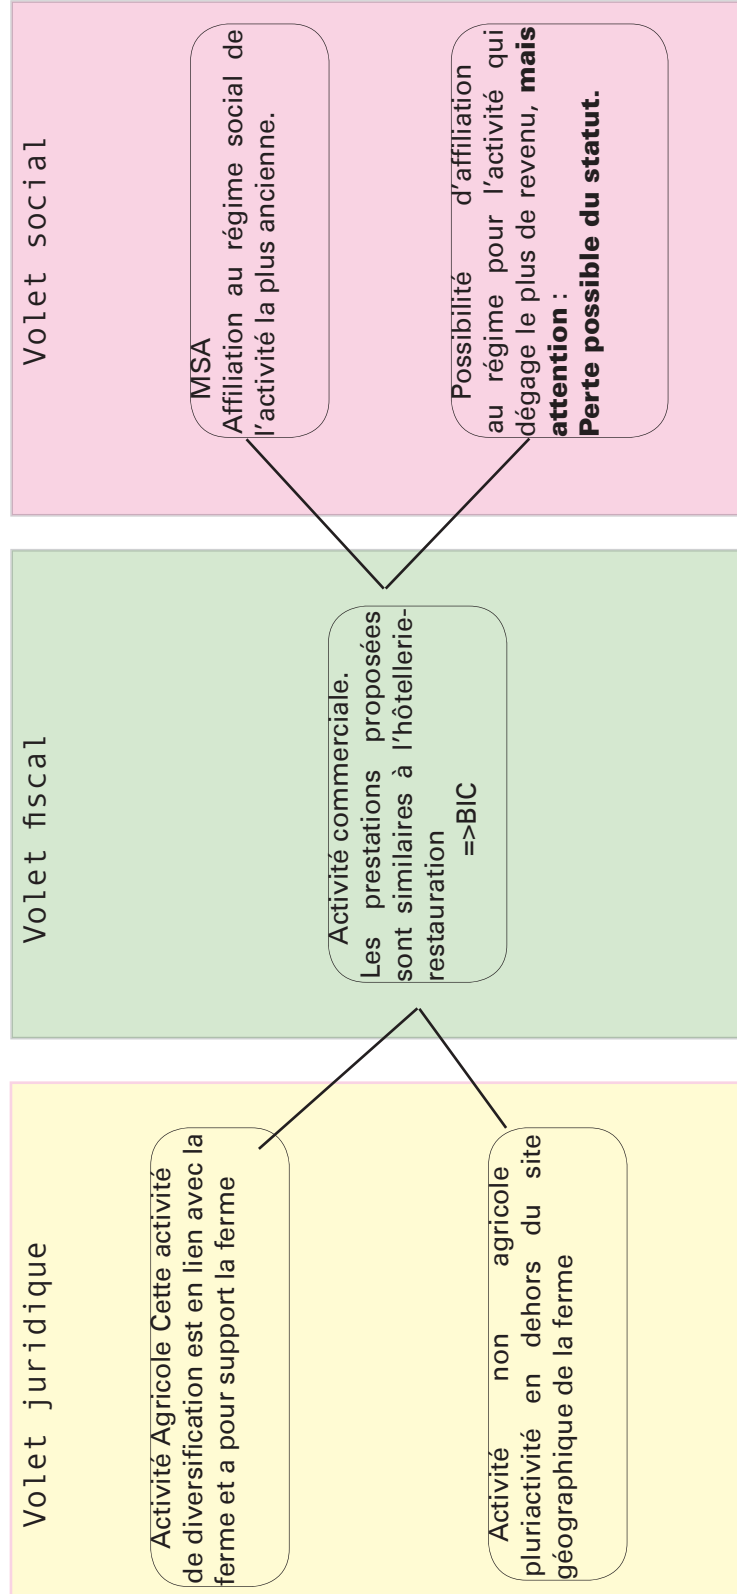 Volet juridique
Activité Agricole Cette activité
de diversification est en lien avec la
ferme et a pour support la ferme
Activité non agricole
pluriactivité en dehors du site
géographique de la ferme
Volet fiscal
Activité commerciale.
Les prestations proposées
sont similaires à l'hôtellerie-
restauration
=>BIC
Volet social
MSA
Affiliation au régime social de
l'activité la plus ancienne.
Possibilité d'affiliation
au régime pour l'activité qui
dégage le plus de revenu, mais
attention :
Perte possible du statut.